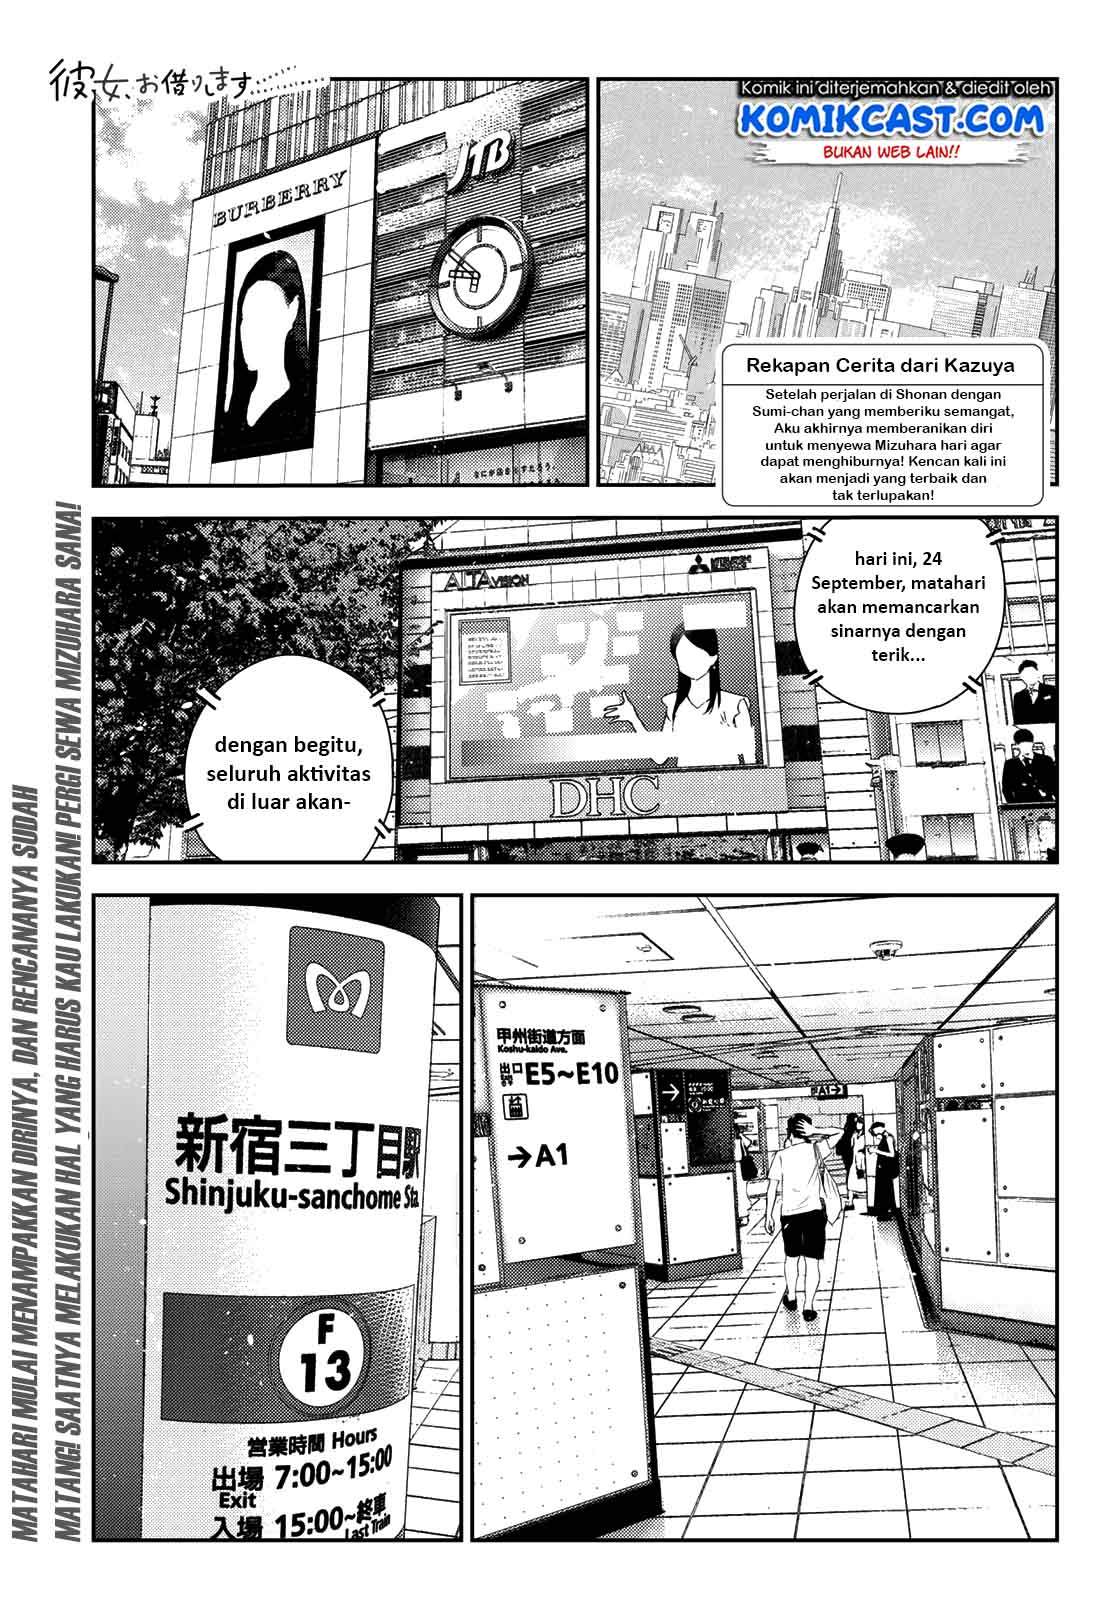 彼女、お借りします
Komik ini diterjemahkan & diedit oleh
KOMIKCAST.COM
BUKAN WEB LAIN!!
BURBERRY
JTB
Rekapan Cerita dari Kazuya
Setelah perjalan di Shonan dengan
Sumi-chan yang memberiku semangat,
Aku akhirnya memberanikan diri
untuk menyewa Mizuhara hari agar
dapat menghiburnya! Kencan kali ini
akan menjadi yang terbaik dan
tak terlupakan!
MATAHARI MULAI MENAMPAKKAN DIRINYA, DAN RENCANANYA SUDAH
MATANG! SAATNYA MELAKUKAN HAL YANG HARUS KAU LAKUKAN! PERGI SEWA MIZUHARA SANA!
hari ini, 24
September, matahari
akan memancarkan
sinarnya dengan
terik...
ALTA VISION
DHC
dengan begitu,
seluruh aktivitas
di luar akan-
新宿三丁目駅
Shinjuku-sanchome Sta.
F
13
営業時間 Hours
出場 7:00~15:00
Exit
入場 15:00~終車
Last Train
甲州街道方面
Koshu-kaido Ave.
出口 E5~E10
→A1
A1→